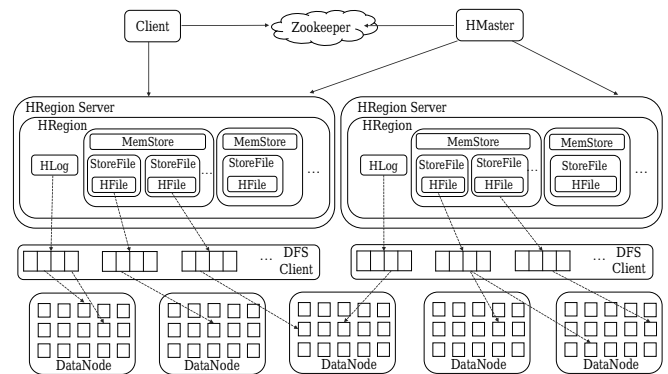 Client
Zookeeper
HMaster
HRegion Server
HRegion
MemStore
MemStore
StoreFile
StoreFile
...
StoreFile
HLog
HFile
HFile
HFile
...
HRegion Server
HRegion
MemStore
MemStore
StoreFile
StoreFile
...
StoreFile
HLog
HFile
HFile
HFile
...
... DFS
Client
... DFS
Client
DataNode
DataNode
DataNode
DataNode
DataNode